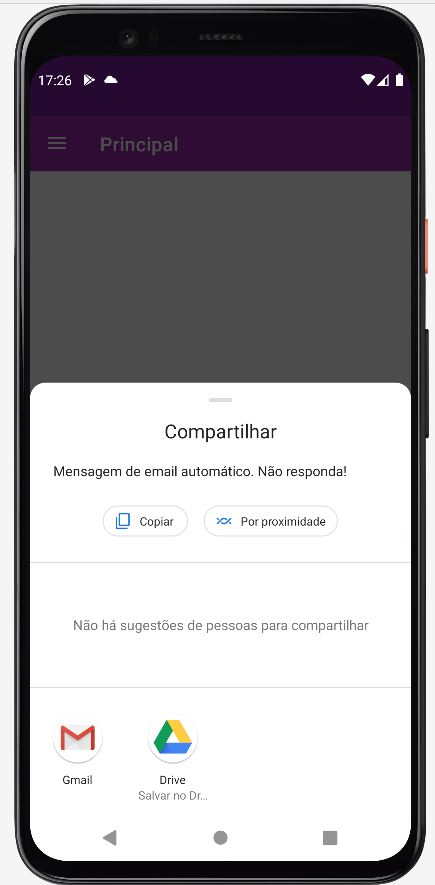 17:26
Principal
Compartilhar
Mensagem de email automático. Não responda!
Copiar
Por proximidade
Não há sugestões de pessoas para compartilhar
Gmail
Drive
Salvar no Dr...